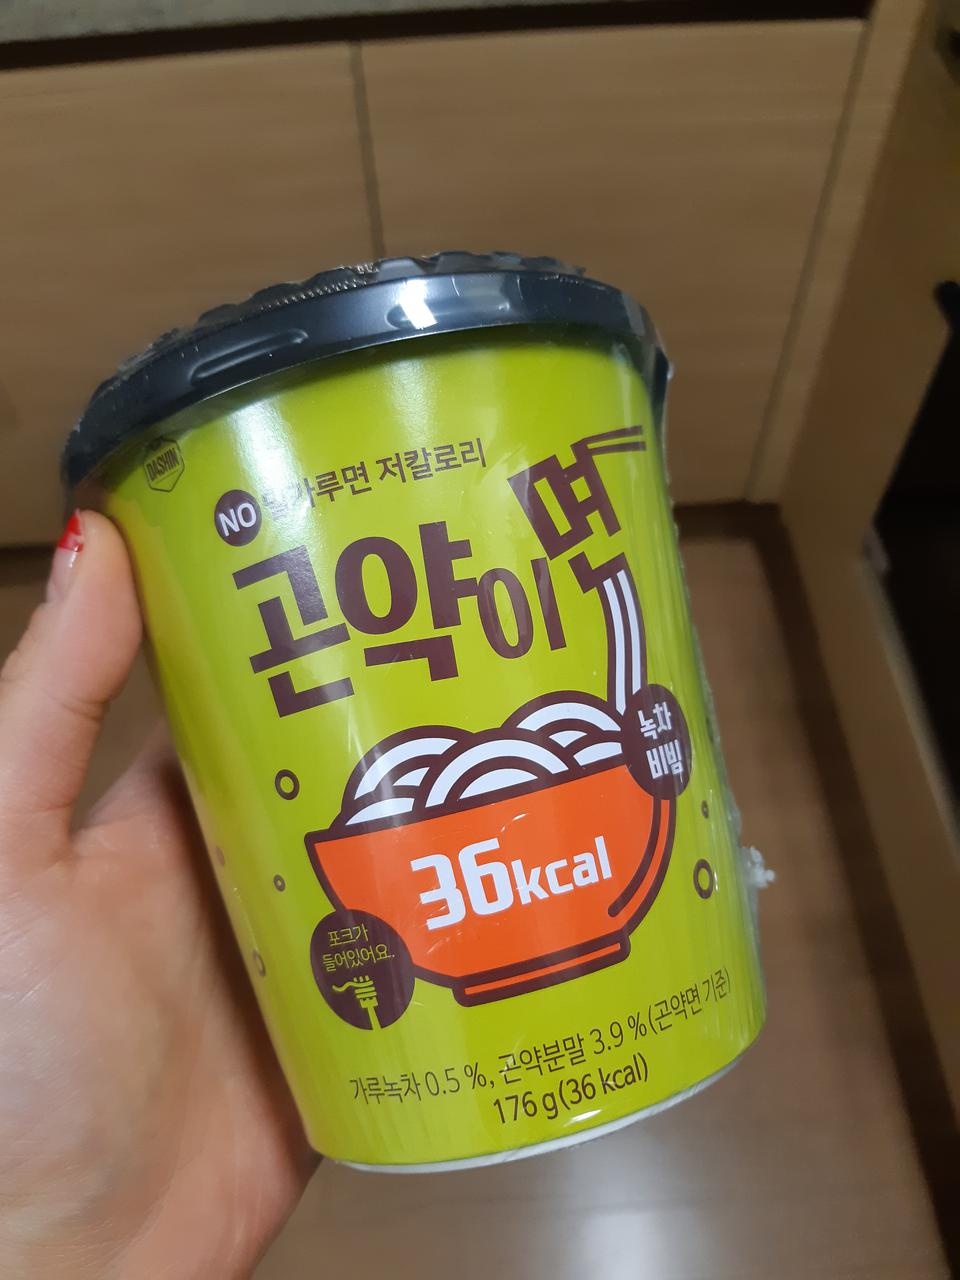 DASHIN
NO 밀가루면 저칼로리
곤약이면
녹차
비빔
36kcal
포크가
들어있어요.
가루녹차 0.5 %, 곤약분말 3.9 % (곤약면 기준)
176 g (36 kcal)